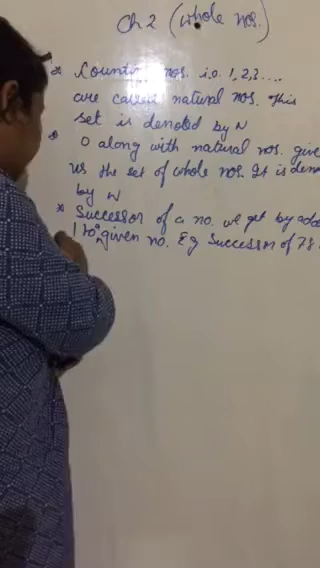 Ch 2 (whole nos.)
* Counting nos. i.e. 1, 2, 3 ....
are called natural nos. This
set is denoted by N
0 along with natural nos. give
us the set of whole nos. It is den
by W
* Successor of a no. we get by add
1 to given no. Eg Successor of 78